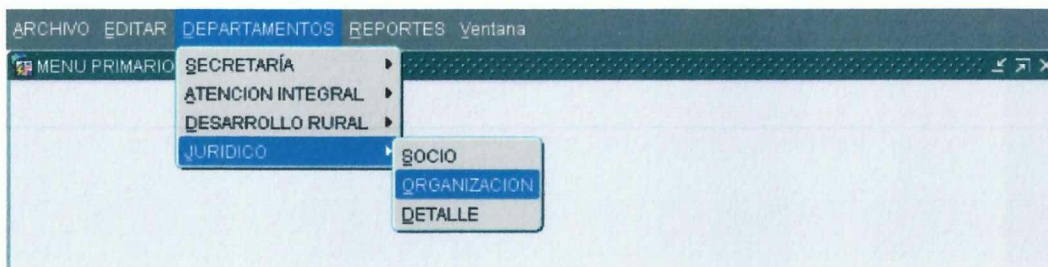 ARCHIVO EDITAR DEPARTAMENTOS REPORTES Ventana
MENU PRIMARIO
SECRETARÍA
ATENCION INTEGRAL
DESARROLLO RURAL
JURIDICO
SOCIO
ORGANIZACION
DETALLE